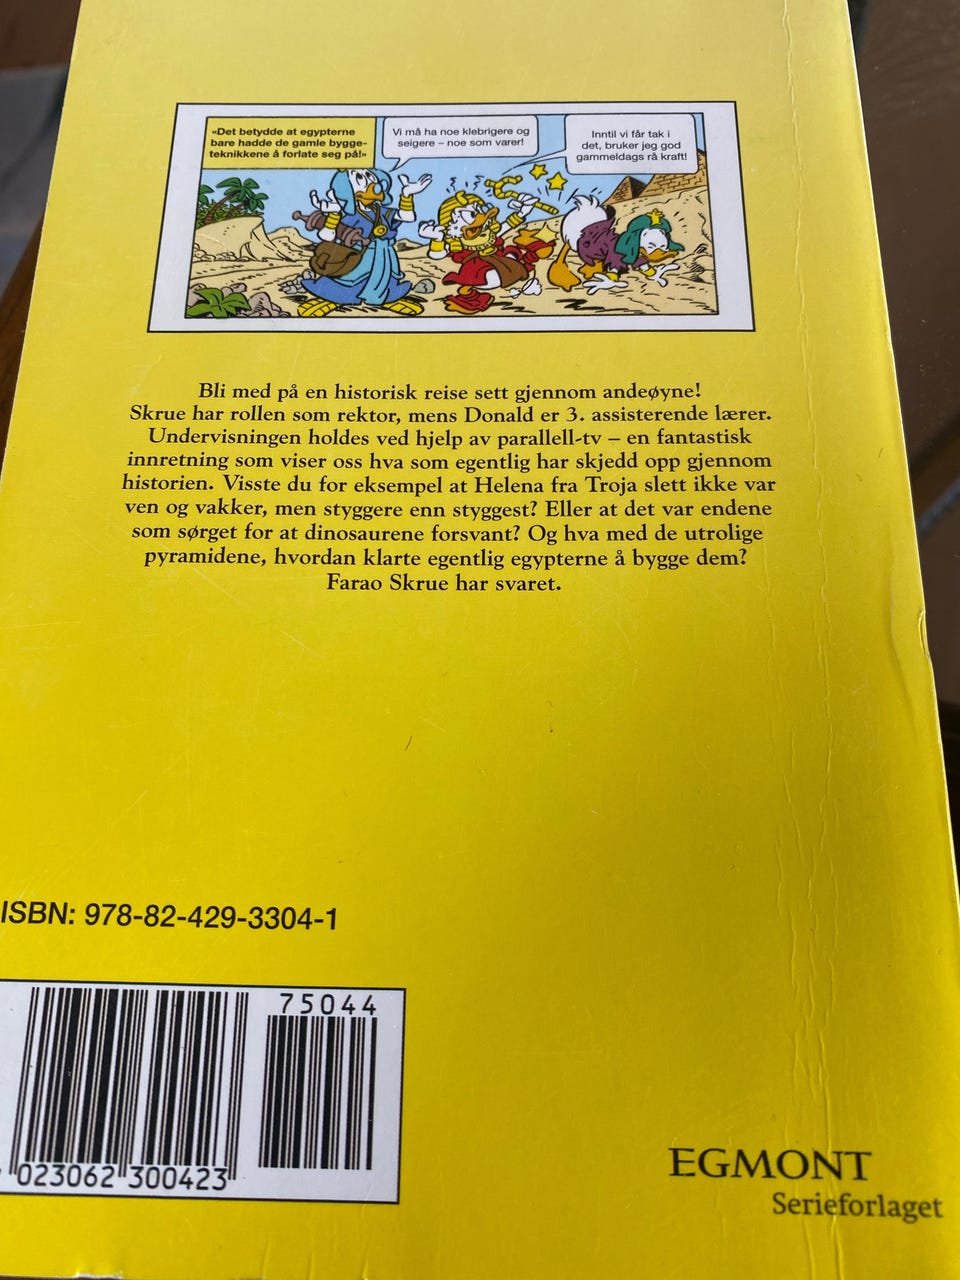 «Det betydde at egypterne
bare hadde de gamle bygge-
teknikkene å forlate seg på!»
Vi må ha noe klebrigere og
seigere – noe som varer!
Inntil vi får tak i
det, bruker jeg god
gammeldags rå kraft!
Bli med på en historisk reise sett gjennom andeøyne!
Skrue har rollen som rektor, mens Donald er 3. assisterende lærer.
Undervisningen holdes ved hjelp av parallell-tv – en fantastisk
innretning som viser oss hva som egentlig har skjedd opp gjennom
historien. Visste du for eksempel at Helena fra Troja slett ikke var
ven og vakker, men styggere enn styggest? Eller at det var endene
som sørget for at dinosaurene forsvant? Og hva med de utrolige
pyramidene, hvordan klarte egentlig egypterne å bygge dem?
Farao Skrue har svaret.
ISBN: 978-82-429-3304-1
75044
023062 300423
EGMONT
Serieforlaget